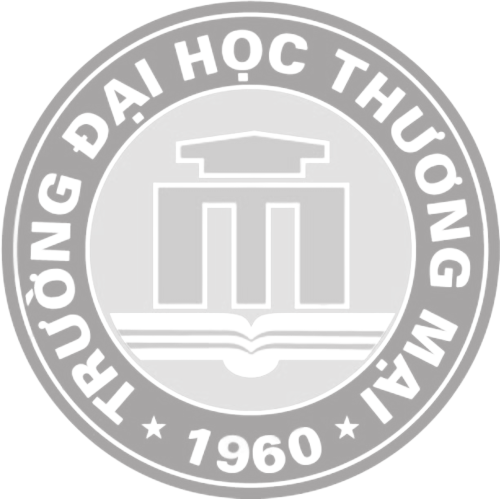 TRƯỜNG ĐẠI HỌC THƯƠNG MẠI
1960